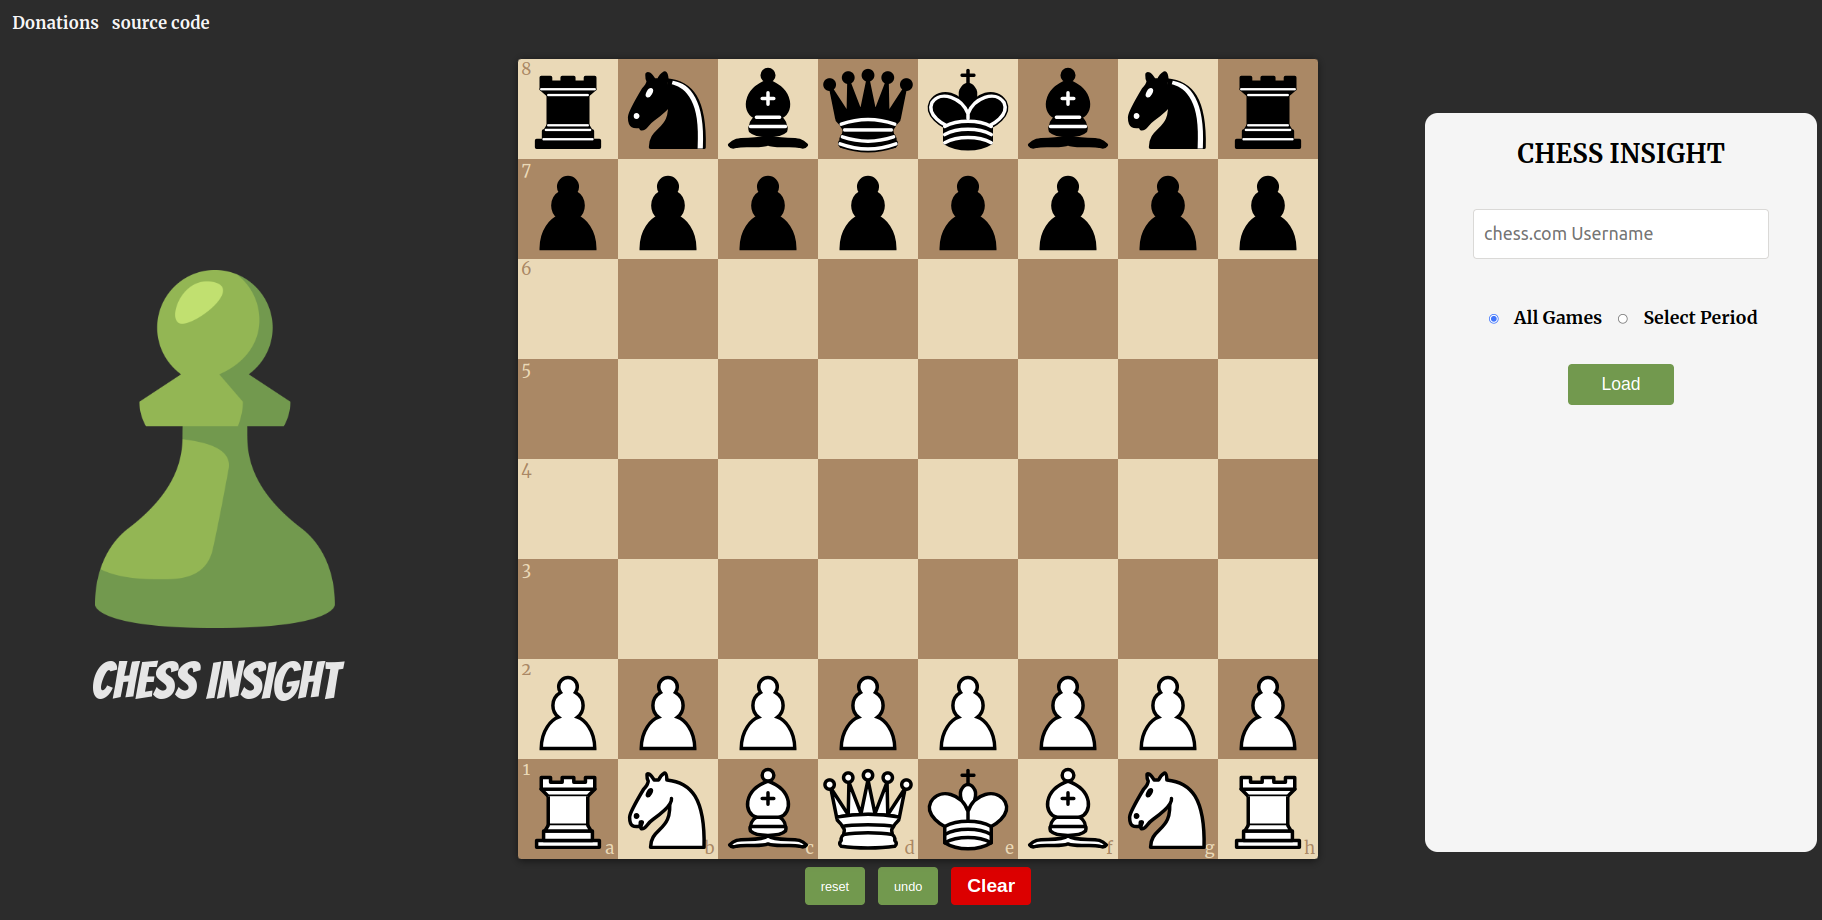 Donations source code
8
7
6
5
4
3
2
1
a b c d e f g h
CHESS INSIGHT
reset undo Clear
CHESS INSIGHT
chess.com Username
All Games Select Period
Load